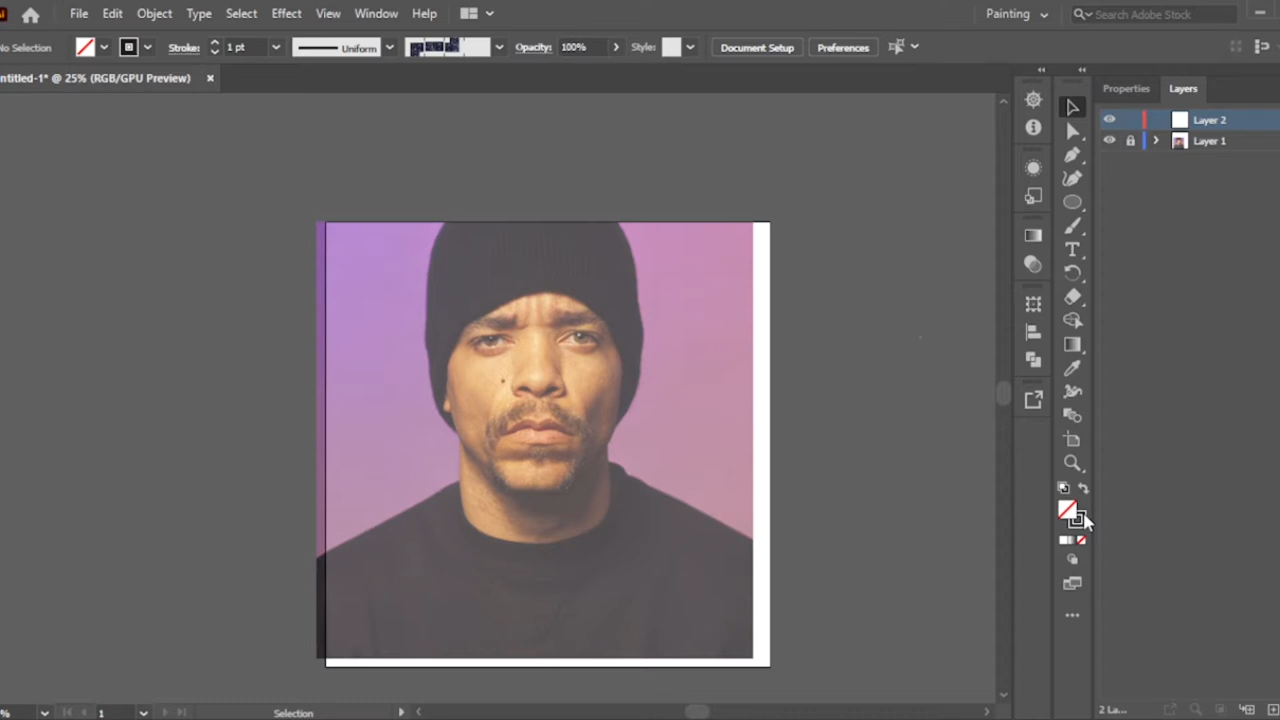 File Edit Object Type Select Effect View Window Help Painting Search Adobe Stock
No Selection Stroke: 1 pt Uniform Opacity: 100% Style: Document Setup Preferences
ntitled-1* @ 25% (RGB/GPU Preview) ×
Properties Layers
Layer 2
Layer 1
% 1 Selection 2 La...